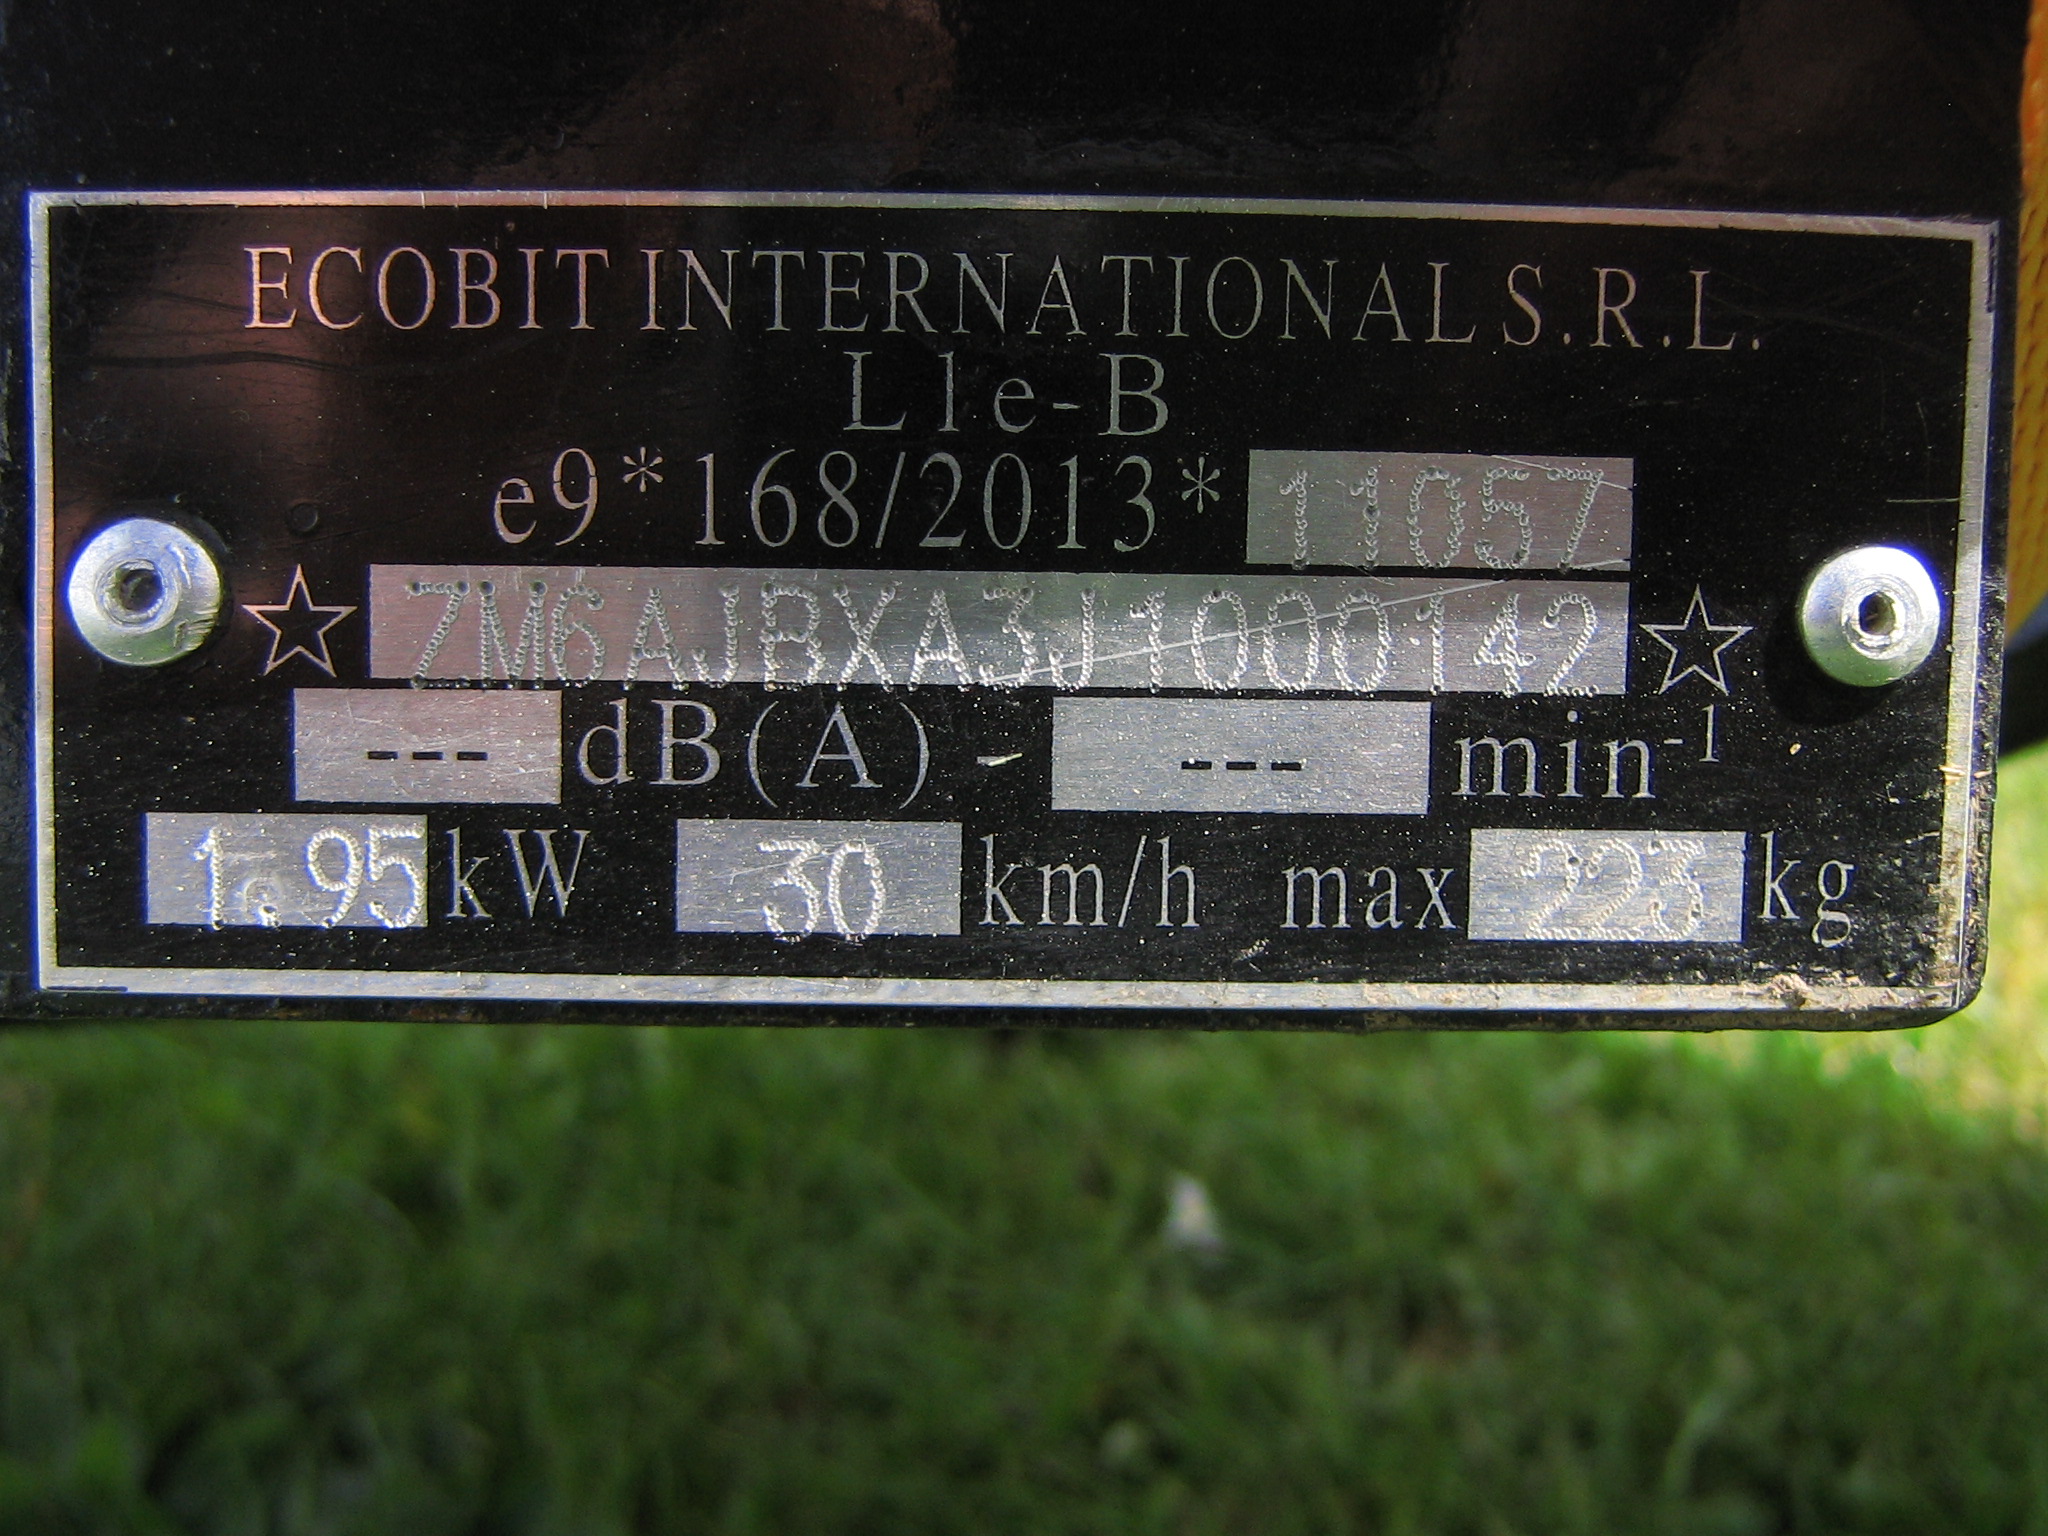 ECOBIT INTERNATIONAL S.R.L.
L1e-B
e9*168/2013*11057
☆ ZM6AJBXA3J1000142 ☆
--- dB(A) - --- min-1
1.95 kW 30 km/h max 223 kg